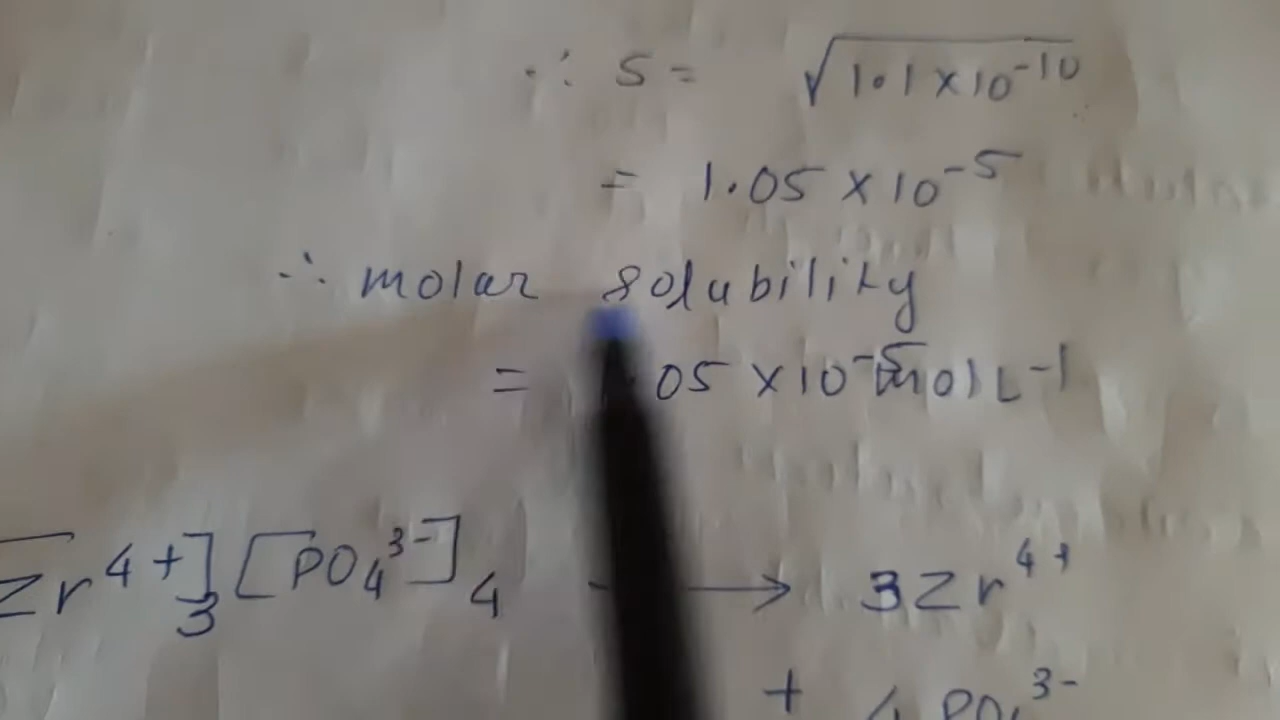 ∴ S = √1.1×10⁻¹⁰
= 1.05 × 10⁻⁵
∴ molar solubility
= .05 × 10⁻⁵ mol L⁻¹
[Zr⁴⁺]₃ [PO₄³⁻]₄ → 3Zr⁴⁺
+ 4PO₄³⁻